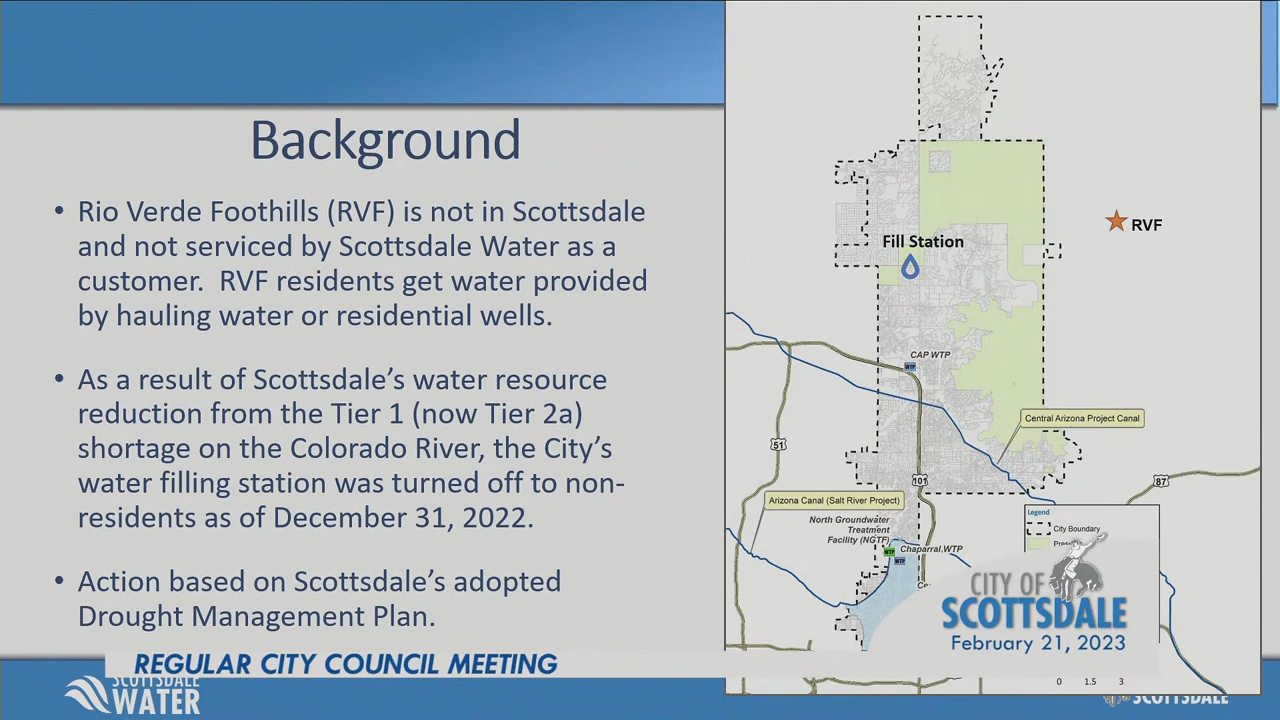 Background
• Rio Verde Foothills (RVF) is not in Scottsdale
and not serviced by Scottsdale Water as a
customer. RVF residents get water provided
by hauling water or residential wells.
• As a result of Scottsdale's water resource
reduction from the Tier 1 (now Tier 2a)
shortage on the Colorado River, the City's
water filling station was turned off to non-
residents as of December 31, 2022.
• Action based on Scottsdale's adopted
Drought Management Plan.
REGULAR CITY COUNCIL MEETING
SCOTTSDALE
WATER
RVF
Fill Station
CAP WTP
WTP
Central Arizona Project Canal
51
101
87
Arizona Canal (Salt River Project)
North Groundwater
Treatment
Facility (NGTF)
WTP
Chaparral WTP
WTP
Legend
City Boundary
CITY OF
SCOTTSDALE
February 21, 2023
0 1.5 3
SCOTTSDALE